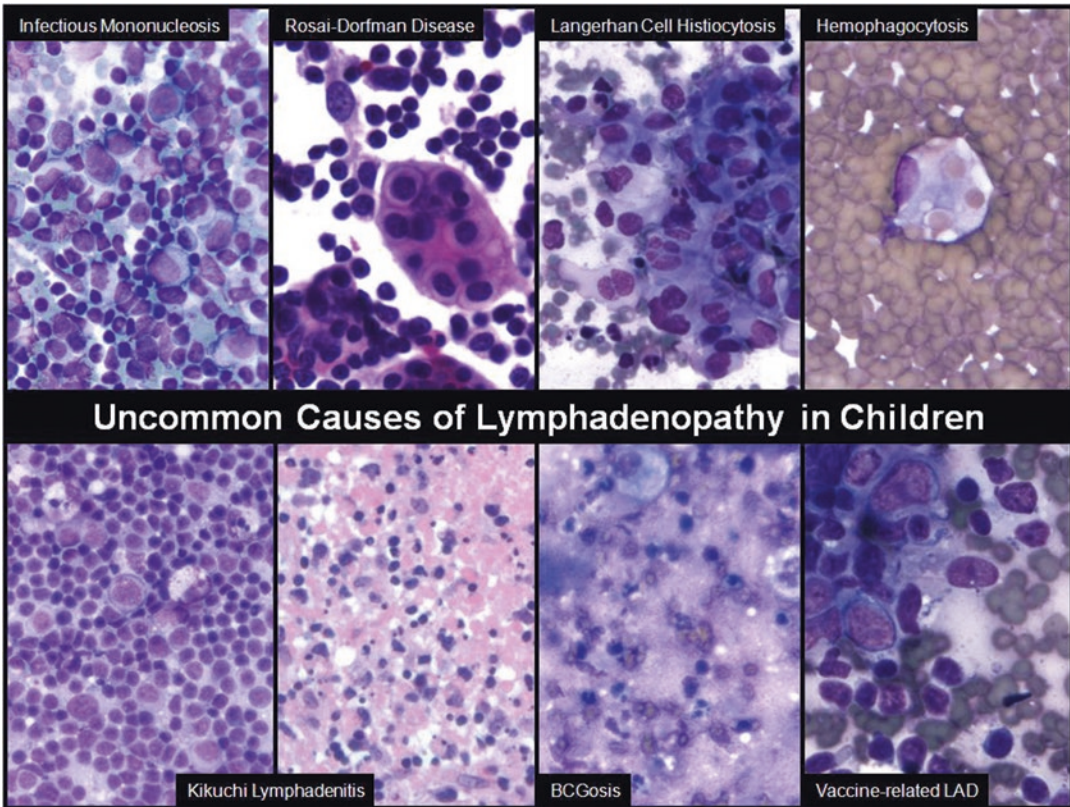 Infectious Mononucleosis
Rosai-Dorfman Disease
Langerhan Cell Histiocytosis
Hemophagocytosis
Uncommon Causes of Lymphadenopathy in Children
Kikuchi Lymphadenitis
BCGosis
Vaccine-related LAD